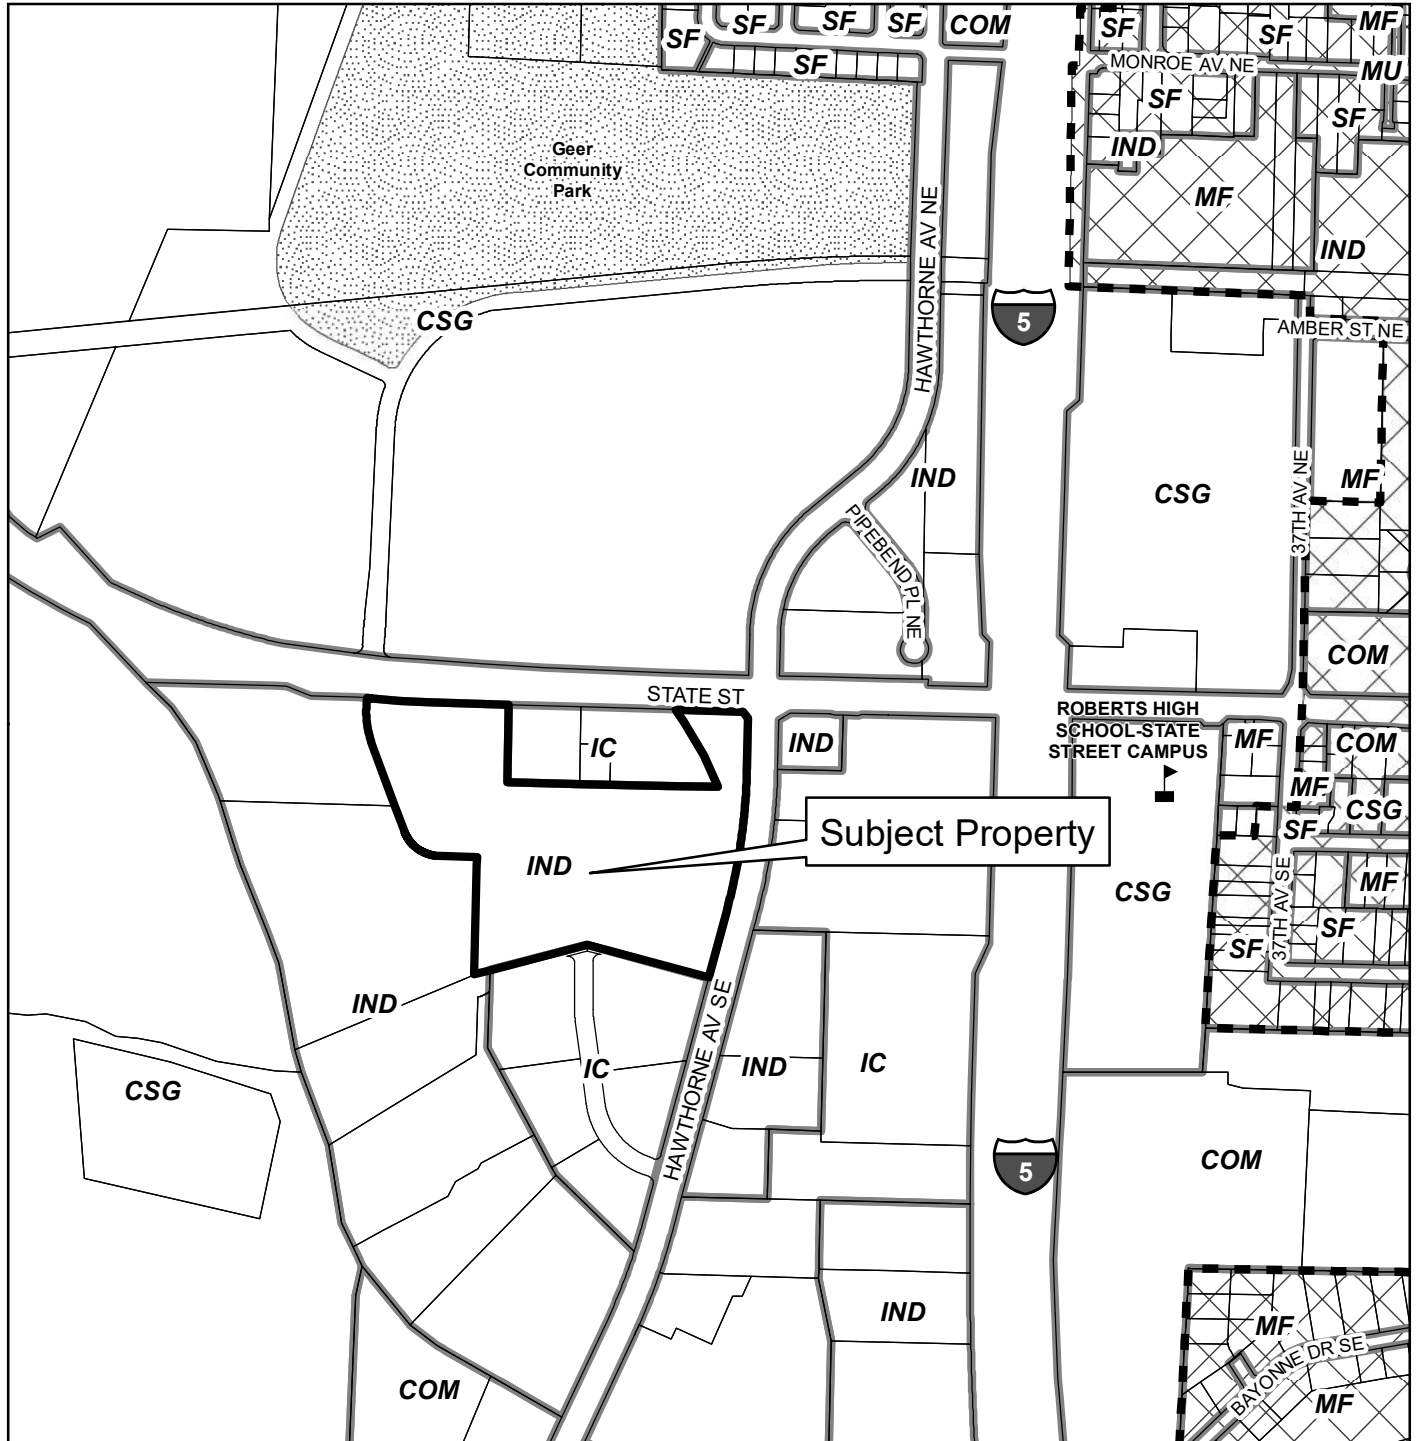 SF
SF
SF
SF
COM
SF
SF
MF
SF
MONROE AV NE
MU
SF
SF
IND
Geer
Community
Park
MF
IND
HAWTHORNE AV NE
5
CSG
AMBER ST NE
IND
CSG
MF
37TH AV NE
PIPEBEND PL NE
COM
STATE ST
ROBERTS HIGH
SCHOOL-STATE
STREET CAMPUS
IC
IND
MF
COM
MF
CSG
SF
Subject Property
IND
CSG
MF
37TH AV SE
SF
SF
IND
HAWTHORNE AV SE
IC
IND
IC
CSG
5
COM
IND
MF
BAYONNE DR SE
COM
MF